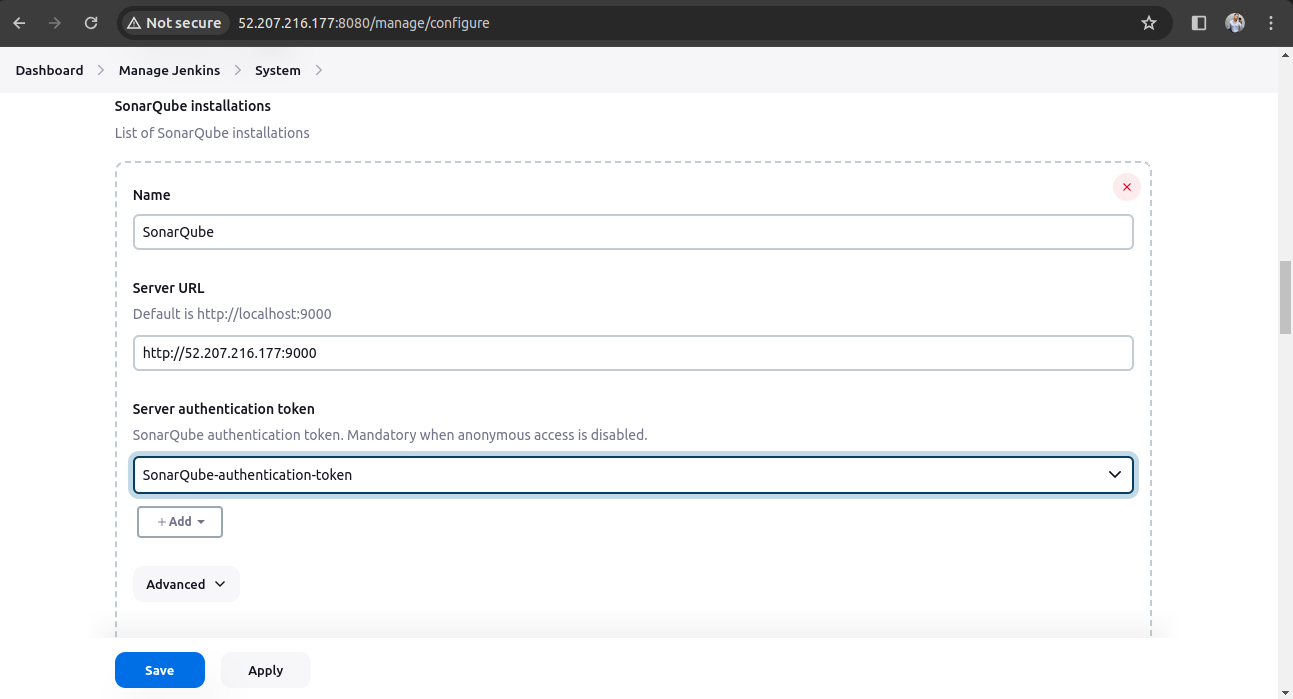 Not secure 52.207.216.177:8080/manage/configure
Dashboard Manage Jenkins System
SonarQube installations
List of SonarQube installations
Name
SonarQube
Server URL
Default is http://localhost:9000
http://52.207.216.177:9000
Server authentication token
SonarQube authentication token. Mandatory when anonymous access is disabled.
SonarQube-authentication-token
+ Add
Advanced
Save Apply